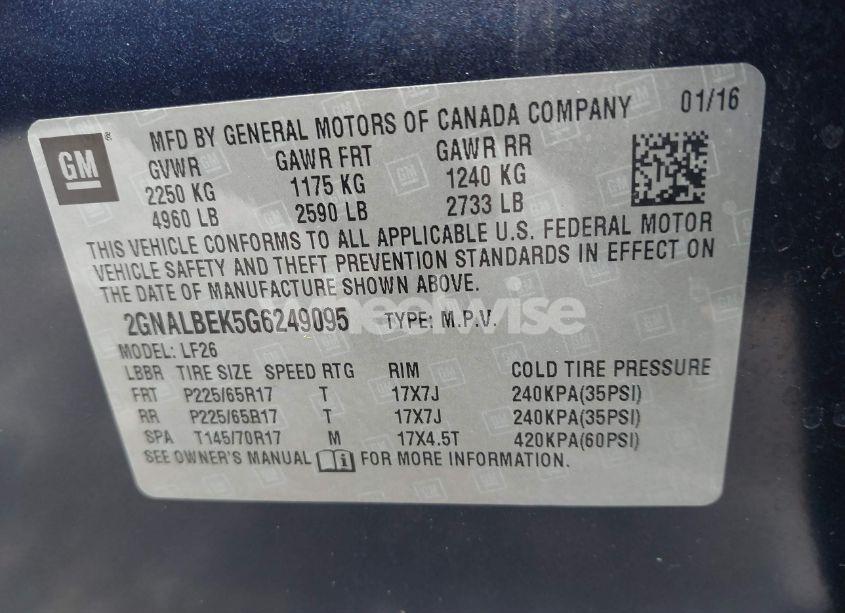 GM
MFD BY GENERAL MOTORS OF CANADA COMPANY 01/16
GVWR GAWR FRT GAWR RR
2250 KG 1175 KG 1240 KG
4960 LB 2590 LB 2733 LB
THIS VEHICLE CONFORMS TO ALL APPLICABLE U.S. FEDERAL MOTOR
VEHICLE SAFETY AND THEFT PREVENTION STANDARDS IN EFFECT ON
THE DATE OF MANUFACTURE SHOWN ABOVE.
wheelwise
2GNALBEK5G6249095 TYPE: M.P.V.
MODEL: LF26
LBBR TIRE SIZE SPEED RTG RIM COLD TIRE PRESSURE
FRT P225/65R17 T 17X7J 240KPA(35PSI)
RR P225/65R17 T 17X7J 240KPA(35PSI)
SPA T145/70R17 M 17X4.5T 420KPA(60PSI)
SEE OWNER'S MANUAL FOR MORE INFORMATION.